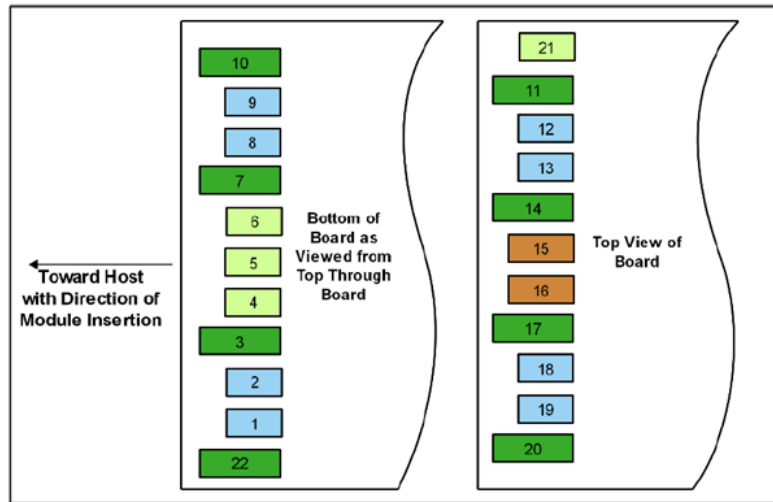 10
9
8
7
6
5
4
3
2
1
22
Bottom of
Board as
Viewed from
Top Through
Board
Toward Host
with Direction of
Module Insertion
21
11
12
13
14
15
16
17
18
19
20
Top View of
Board